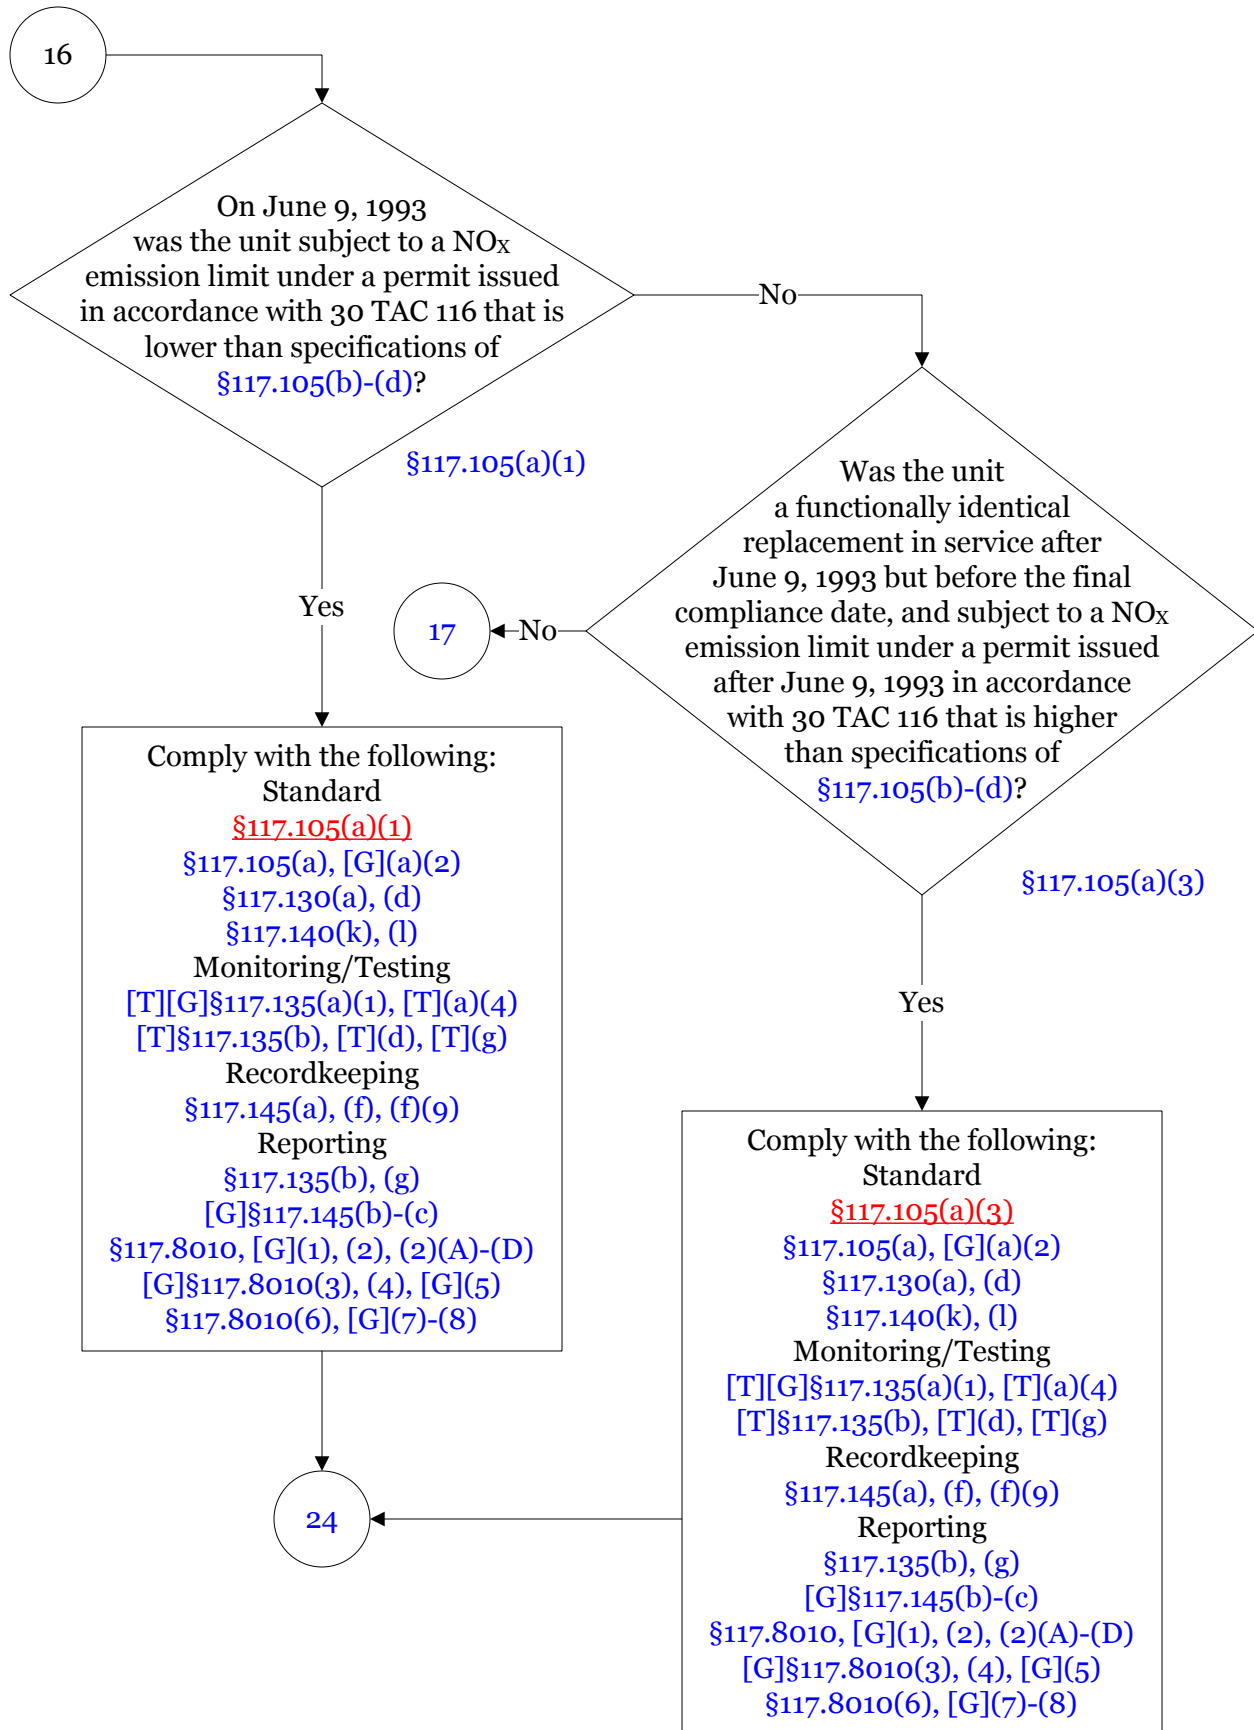 16
On June 9, 1993
was the unit subject to a NOx
emission limit under a permit issued
in accordance with 30 TAC 116 that is
lower than specifications of
§117.105(b)-(d)?
§117.105(a)(1)
No
Yes
Was the unit
a functionally identical
replacement in service after
June 9, 1993 but before the final
compliance date, and subject to a NOx
emission limit under a permit issued
after June 9, 1993 in accordance
with 30 TAC 116 that is higher
than specifications of
§117.105(b)-(d)?
§117.105(a)(3)
No
17
Yes
Comply with the following:
Standard
§117.105(a)(1)
§117.105(a), [G](a)(2)
§117.130(a), (d)
§117.140(k), (l)
Monitoring/Testing
[T][G]§117.135(a)(1), [T](a)(4)
[T]§117.135(b), [T](d), [T](g)
Recordkeeping
§117.145(a), (f), (f)(9)
Reporting
§117.135(b), (g)
[G]§117.145(b)-(c)
§117.8010, [G](1), (2), (2)(A)-(D)
[G]§117.8010(3), (4), [G](5)
§117.8010(6), [G](7)-(8)
Comply with the following:
Standard
§117.105(a)(3)
§117.105(a), [G](a)(2)
§117.130(a), (d)
§117.140(k), (l)
Monitoring/Testing
[T][G]§117.135(a)(1), [T](a)(4)
[T]§117.135(b), [T](d), [T](g)
Recordkeeping
§117.145(a), (f), (f)(9)
Reporting
§117.135(b), (g)
[G]§117.145(b)-(c)
§117.8010, [G](1), (2), (2)(A)-(D)
[G]§117.8010(3), (4), [G](5)
§117.8010(6), [G](7)-(8)
24